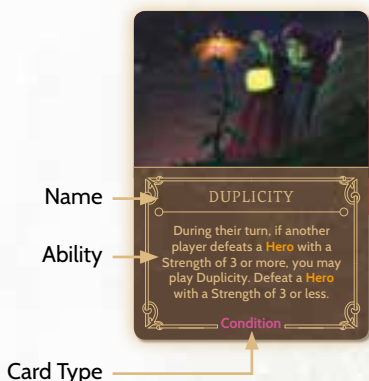 Name
DUPLICITY
Ability
During their turn, if another
player defeats a Hero with a
Strength of 3 or more, you may
play Duplicity. Defeat a Hero
with a Strength of 3 or less.
Condition
Card Type